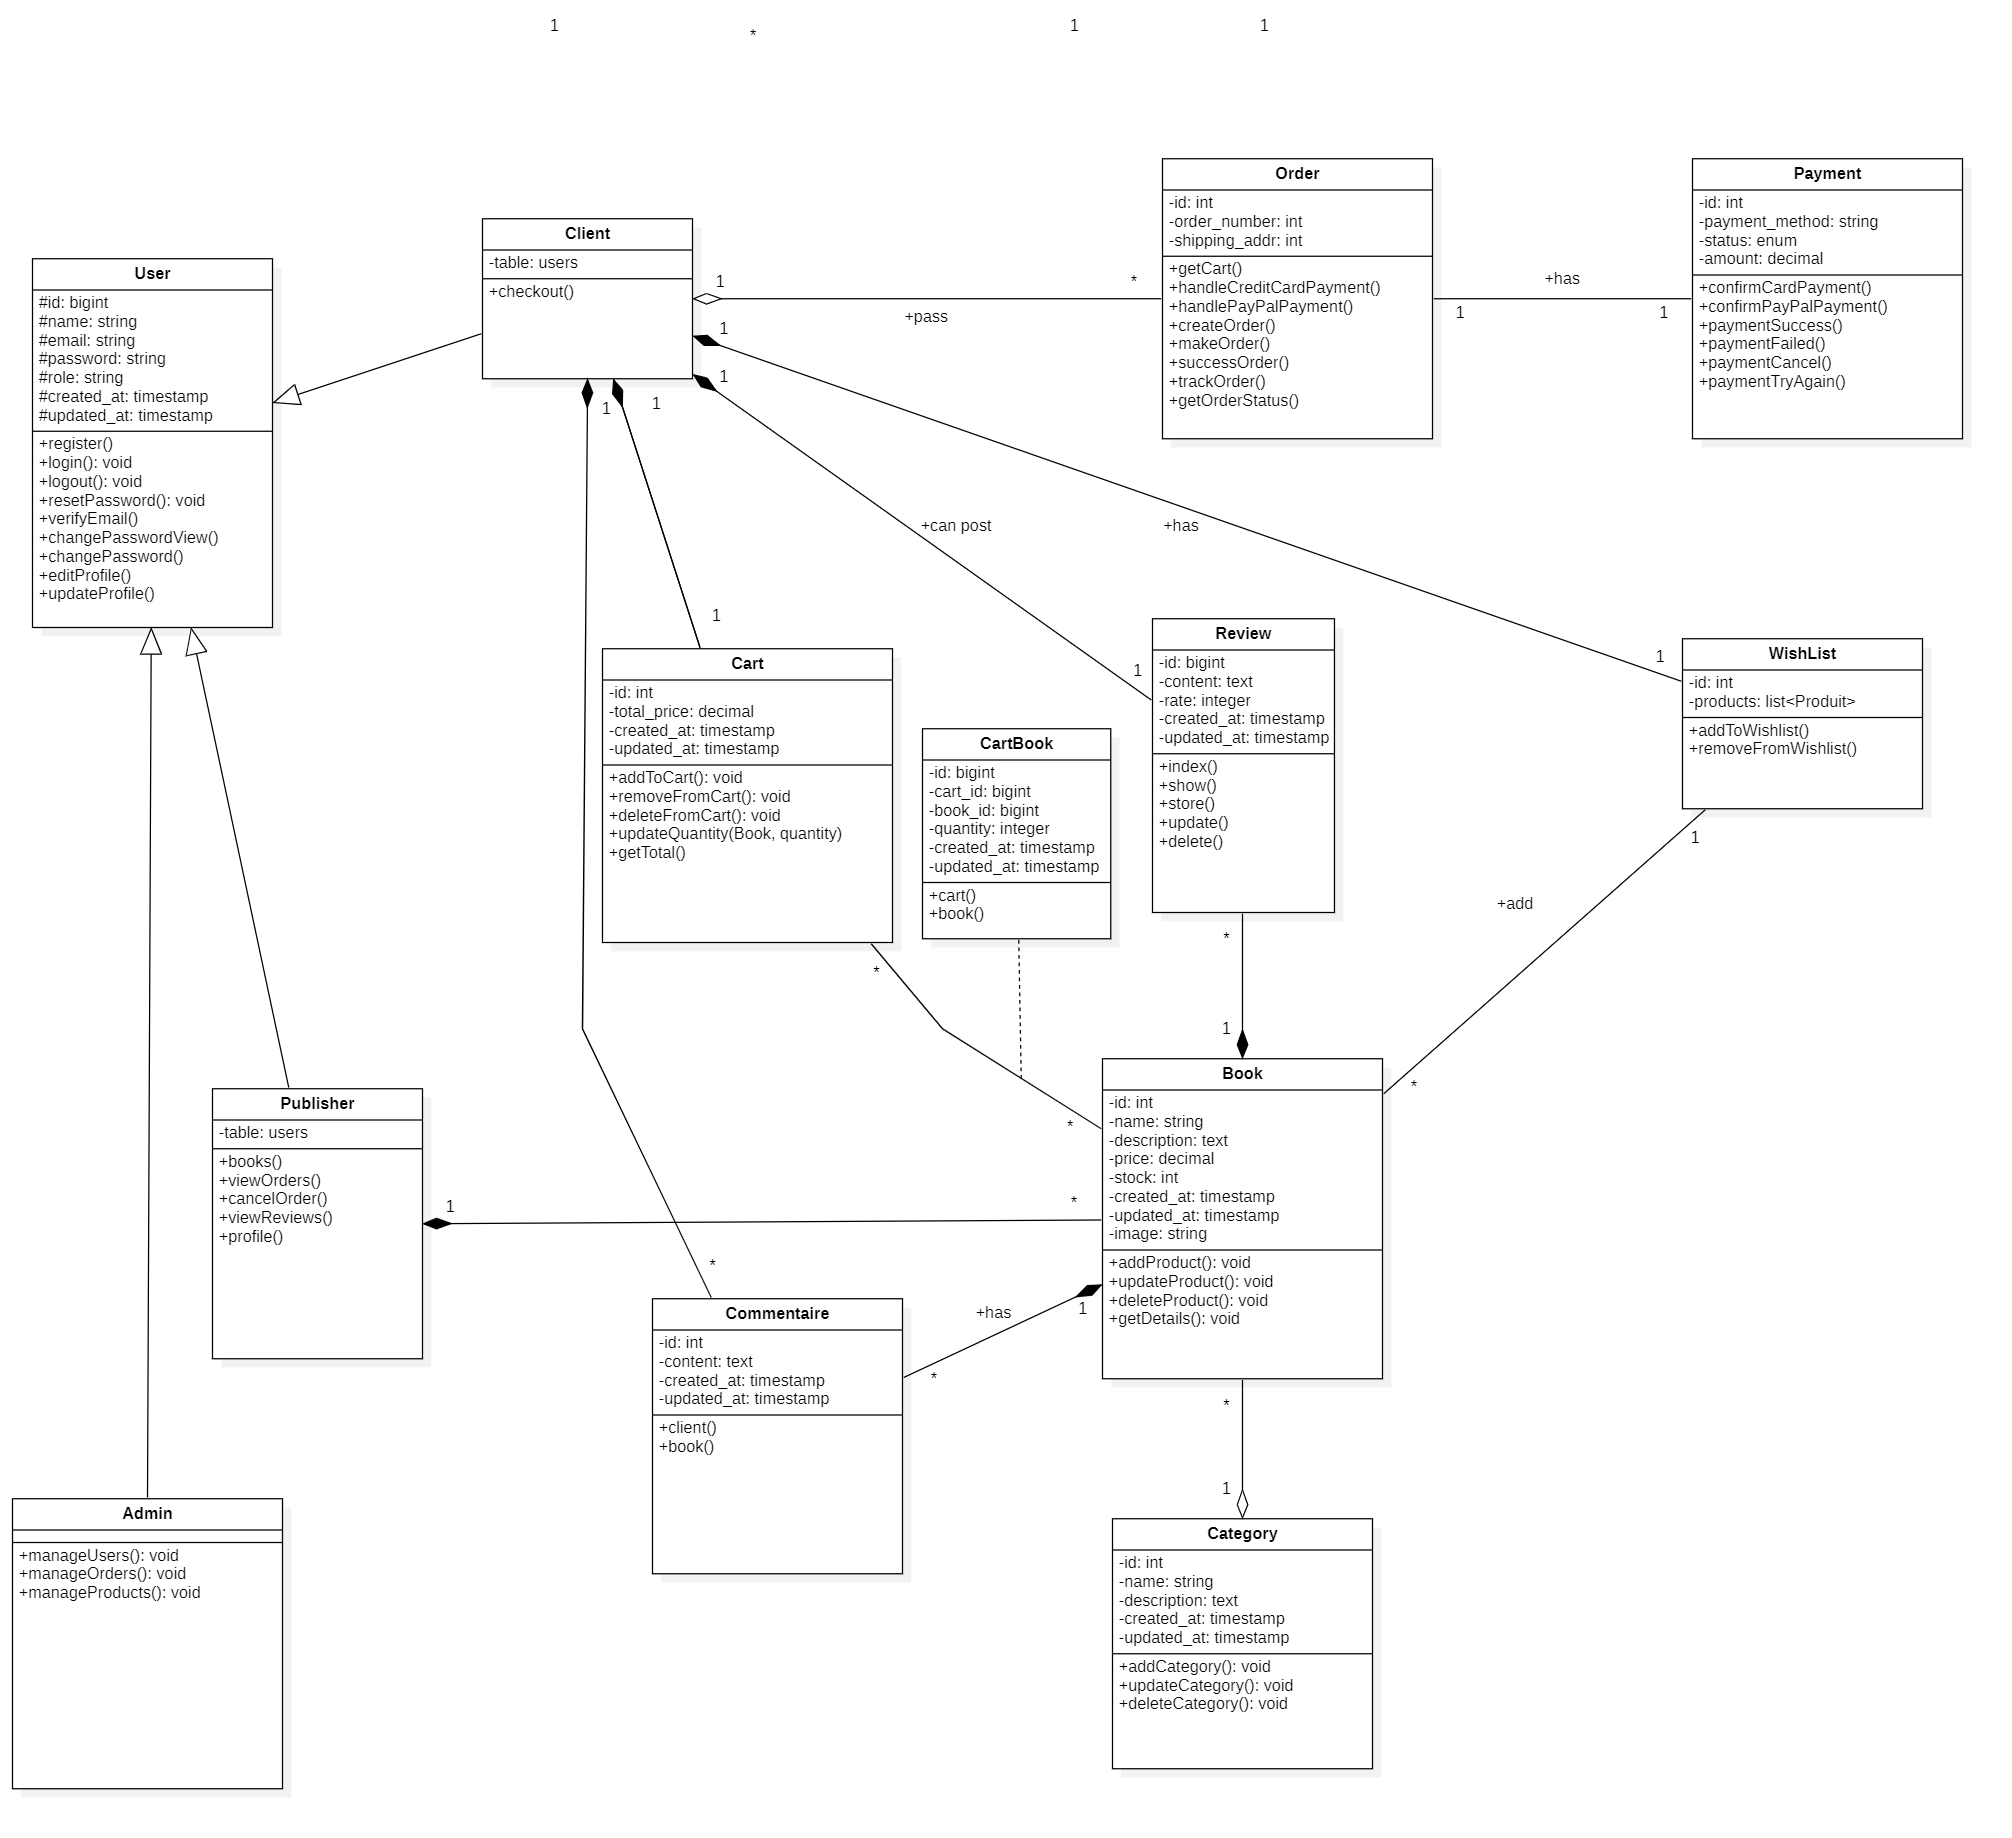 1
*
1
1
User
#id: bigint
#name: string
#email: string
#password: string
#role: string
#created_at: timestamp
#updated_at: timestamp
+register()
+login(): void
+logout(): void
+resetPassword(): void
+verifyEmail()
+changePasswordView()
+changePassword()
+editProfile()
+updateProfile()
Client
-table: users
+checkout()
1
+pass
*
1
1
1
1
Order
-id: int
-order_number: int
-shipping_addr: int
+getCart()
+handleCreditCardPayment()
+handlePayPalPayment()
+createOrder()
+makeOrder()
+successOrder()
+trackOrder()
+getOrderStatus()
+has
1
1
Payment
-id: int
-payment_method: string
-status: enum
-amount: decimal
+confirmCardPayment()
+confirmPayPalPayment()
+paymentSuccess()
+paymentFailed()
+paymentCancel()
+paymentTryAgain()
+can post
+has
1
1
1
Cart
-id: int
-total_price: decimal
-created_at: timestamp
-updated_at: timestamp
+addToCart(): void
+removeFromCart(): void
+deleteFromCart(): void
+updateQuantity(Book, quantity)
+getTotal()
CartBook
-id: bigint
-cart_id: bigint
-book_id: bigint
-quantity: integer
-created_at: timestamp
-updated_at: timestamp
+cart()
+book()
Review
-id: bigint
-content: text
-rate: integer
-created_at: timestamp
-updated_at: timestamp
+index()
+show()
+store()
+update()
+delete()
WishList
-id: int
-products: list<Produit>
+addToWishlist()
+removeFromWishlist()
1
+add
*
*
*
1
*
Publisher
-table: users
+books()
+viewOrders()
+cancelOrder()
+viewReviews()
+profile()
1
*
Book
-id: int
-name: string
-description: text
-price: decimal
-stock: int
-created_at: timestamp
-updated_at: timestamp
-image: string
+addProduct(): void
+updateProduct(): void
+deleteProduct(): void
+getDetails(): void
*
Commentaire
-id: int
-content: text
-created_at: timestamp
-updated_at: timestamp
+client()
+book()
+has
1
*
*
1
Admin
+manageUsers(): void
+manageOrders(): void
+manageProducts(): void
Category
-id: int
-name: string
-description: text
-created_at: timestamp
-updated_at: timestamp
+addCategory(): void
+updateCategory(): void
+deleteCategory(): void